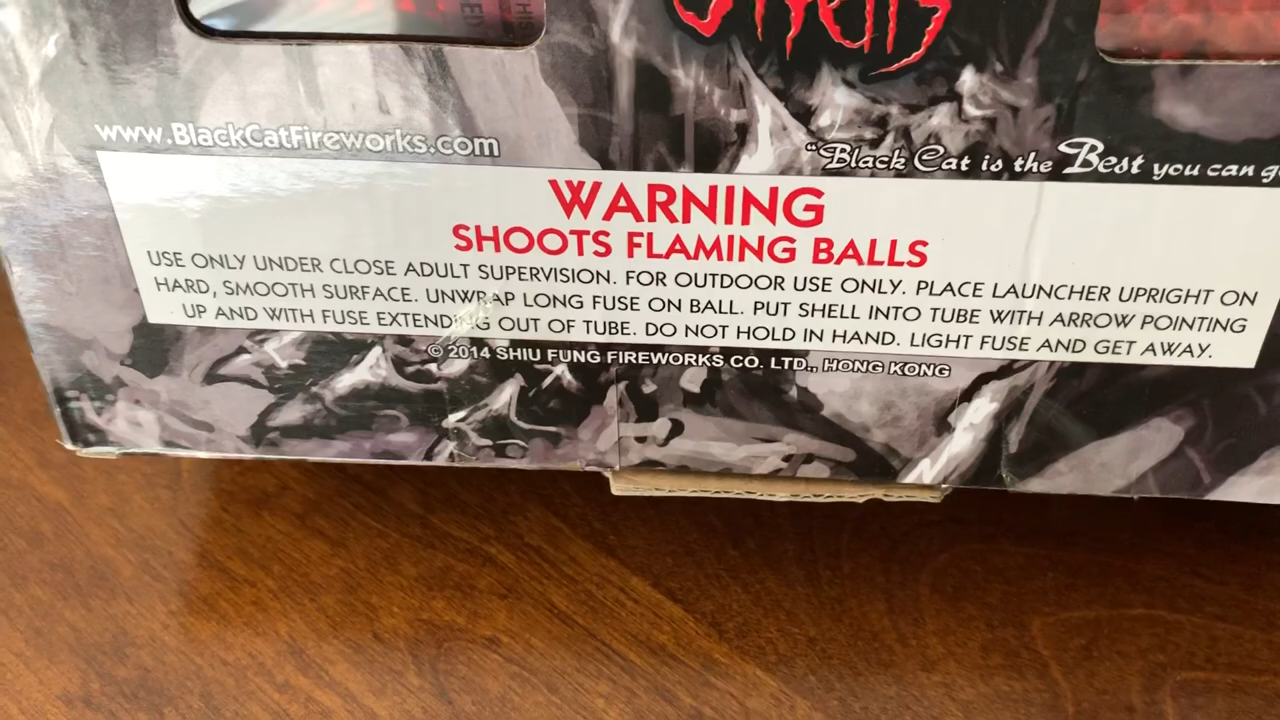 THIS
EN
Shells
www.BlackCatFireworks.com
"Black Cat is the Best you can g
WARNING
SHOOTS FLAMING BALLS
USE ONLY UNDER CLOSE ADULT SUPERVISION. FOR OUTDOOR USE ONLY. PLACE LAUNCHER UPRIGHT ON
HARD, SMOOTH SURFACE. UNWRAP LONG FUSE ON BALL. PUT SHELL INTO TUBE WITH ARROW POINTING
UP AND WITH FUSE EXTENDING OUT OF TUBE. DO NOT HOLD IN HAND. LIGHT FUSE AND GET AWAY.
© 2014 SHIU FUNG FIREWORKS CO. LTD., HONG KONG